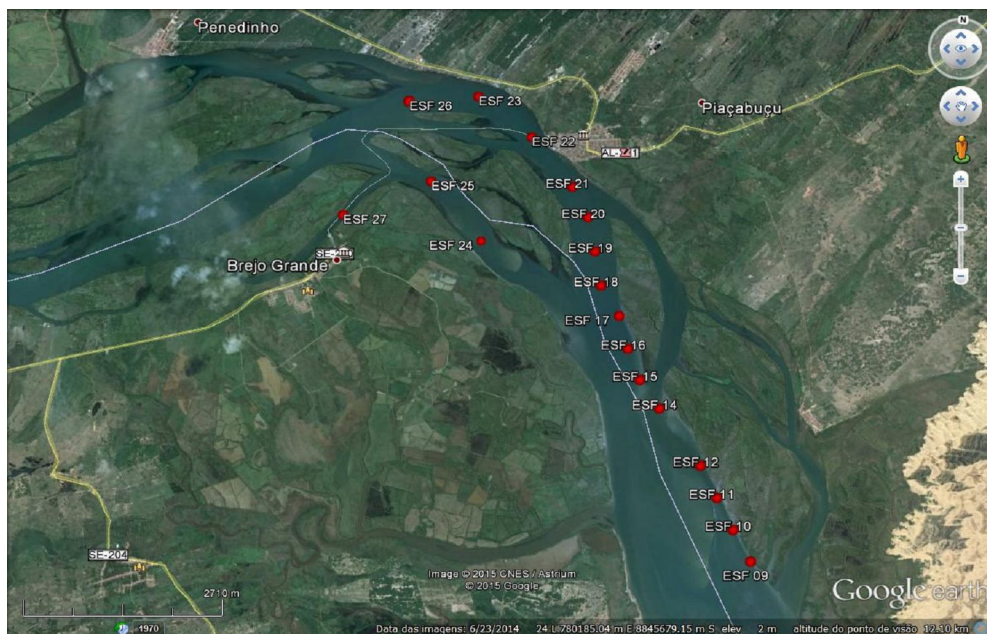 N
Penedinho
ESF 26
ESF 23
Piaçabuçu
ESF 22
ESF 25
ESF 21
ESF 27
ESF 20
ESF 24
ESF 19
Brejo Grande
ESF 18
ESF 17
ESF 16
ESF 15
ESF 14
ESF 12
ESF 11
ESF 10
SE-204
ESF 09
Image © 2015 CNES / Astrium
© 2015 Google
Google earth
2710 m
1970
Data das imagens: 6/23/2014 24 L 780185.04 m E 8845679.15 m S elev 2 m altitude do ponto de visão 12.10 km